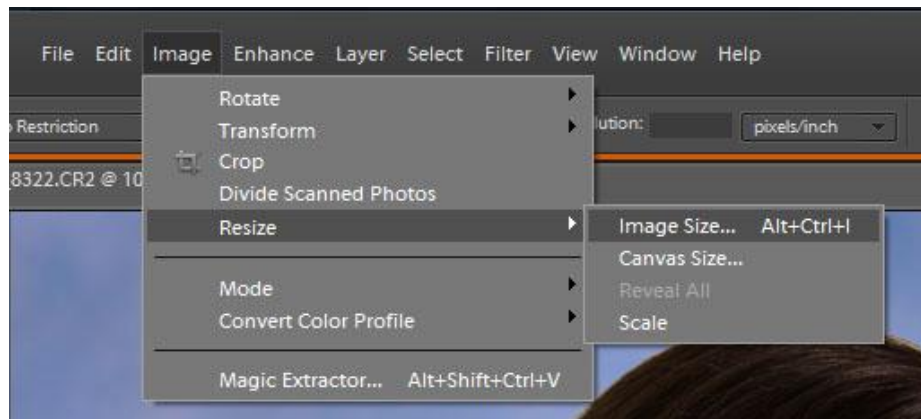 File Edit Image Enhance Layer Select Filter View Window Help
Rotate
Restriction
lution: pixels/inch
Transform
Crop
8322.CR2 @ 10
Divide Scanned Photos
Resize
Image Size... Alt+Ctrl+I
Canvas Size...
Reveal All
Scale
Mode
Convert Color Profile
Magic Extractor... Alt+Shift+Ctrl+V